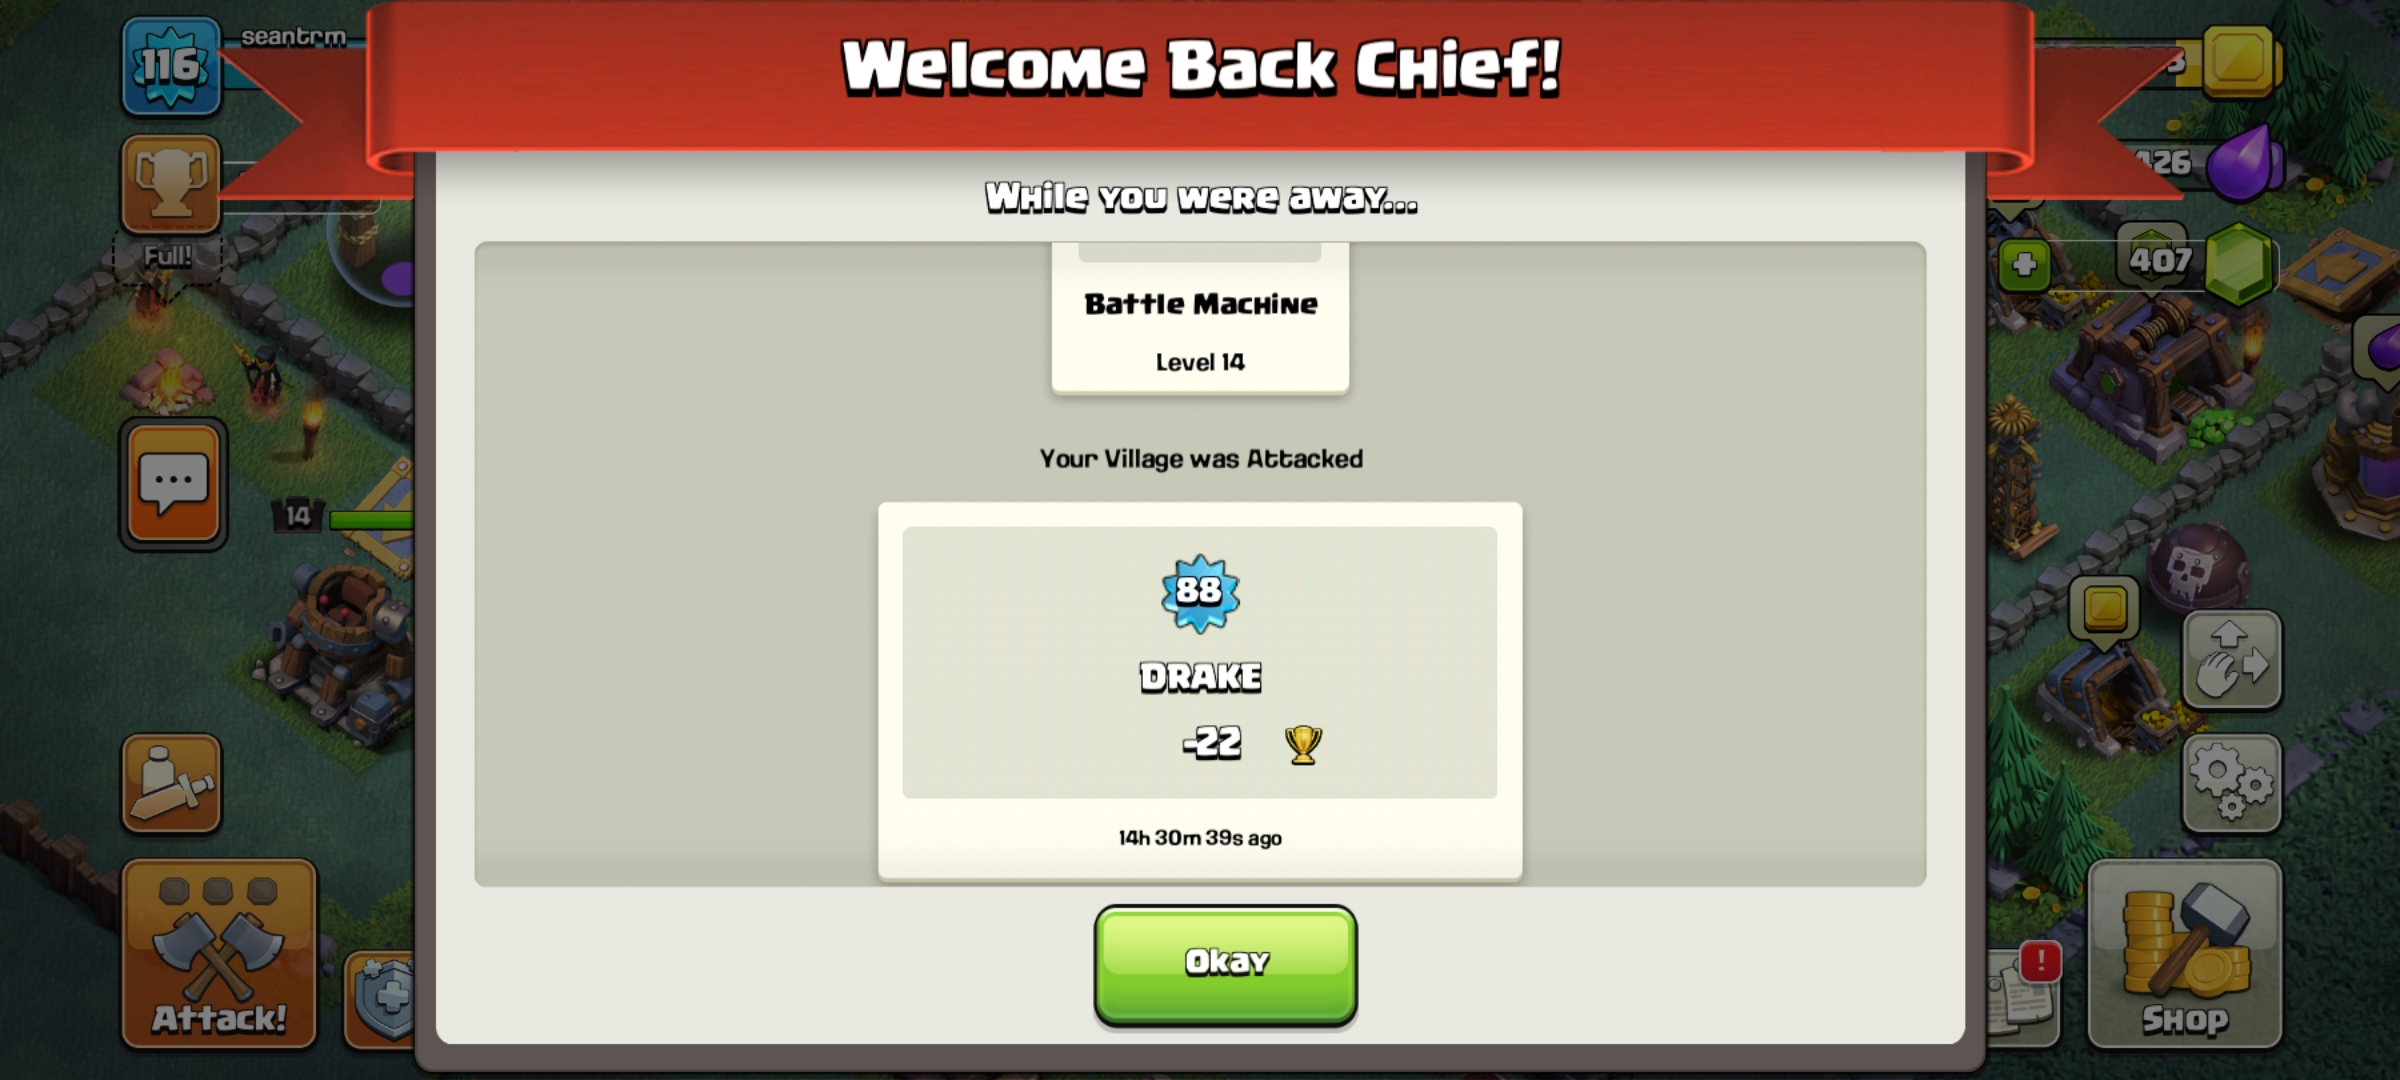 Welcome Back Chief!
116
seantrm
While you were away...
426
Full!
407
Battle Machine
Level 14
Your Village was Attacked
14
88
DRAKE
-22
14h 30m 39s ago
Okay
!
Attack!
Shop